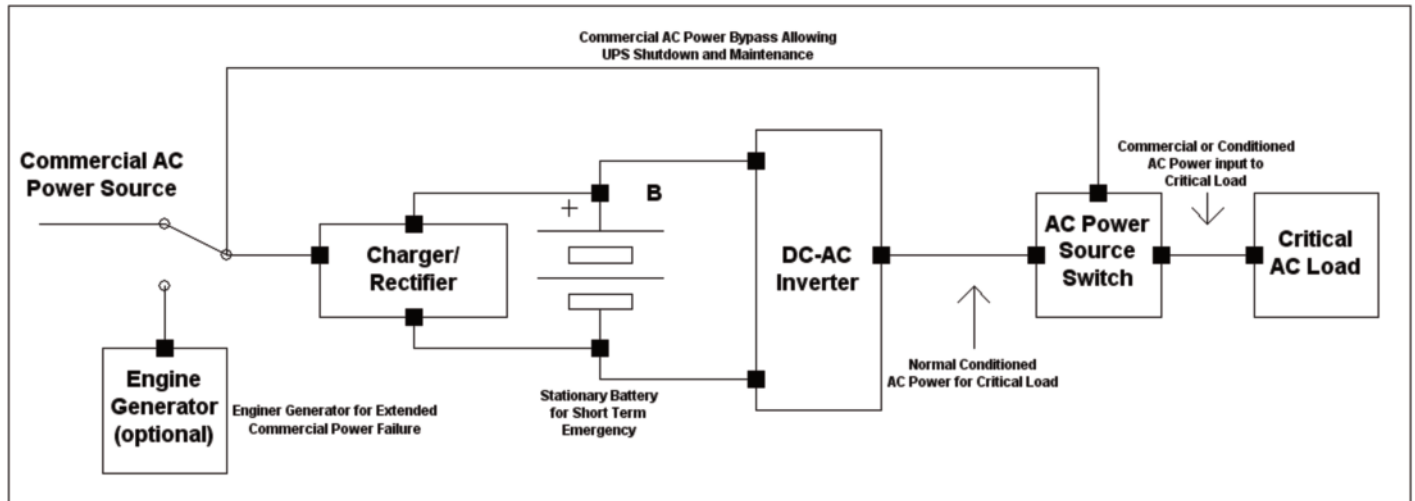 Commercial AC Power Bypass Allowing
UPS Shutdown and Maintenance
Commercial AC
Power Source
Charger/
Rectifier
+
B
DC-AC
Inverter
Commercial or Conditioned
AC Power input to
Critical Load
AC Power
Source
Switch
Critical
AC Load
Engine
Generator
(optional)
Enginer Generator for Extended
Commercial Power Failure
Stationary Battery
for Short Term
Emergency
Normal Conditioned
AC Power for Critical Load